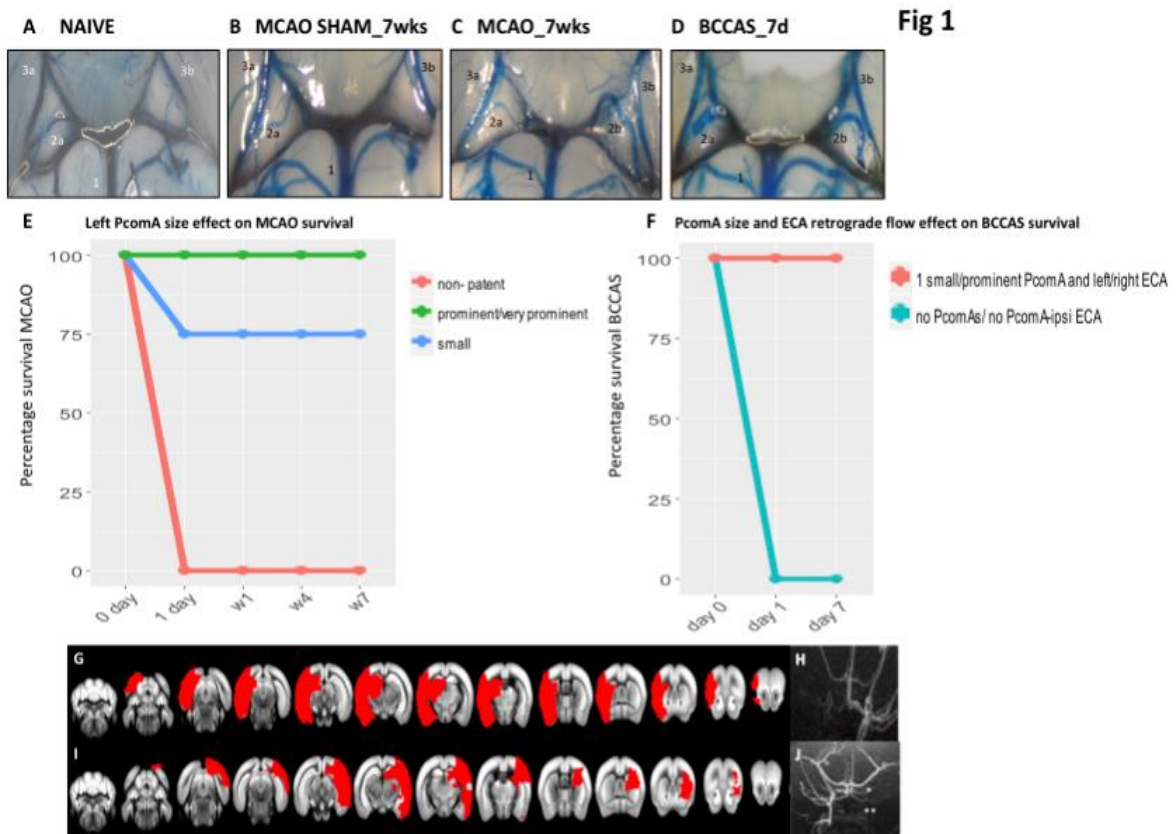 Fig 1
A NAIVE
B MCAO SHAM_7wks
C MCAO_7wks
D BCCAS_7d
3a
3b
2a
1
3a
3b
2a
1
3a
3b
2a
2b
1
3a
3b
2a
2b
1
E
Left PcomA size effect on MCAO survival
Percentage survival MCAO
100
75
50
25
0
0 day
1 day
w1
w4
w7
non- patent
prominent/very prominent
small
F
PcomA size and ECA retrograde flow effect on BCCAS survival
Percentage survival BCCAS
100
75
50
25
0
day 0
day 1
day 7
1 small/prominent PcomA and left/right ECA
no PcomAs/ no PcomA-ipsi ECA
G
H
I
J
*
**